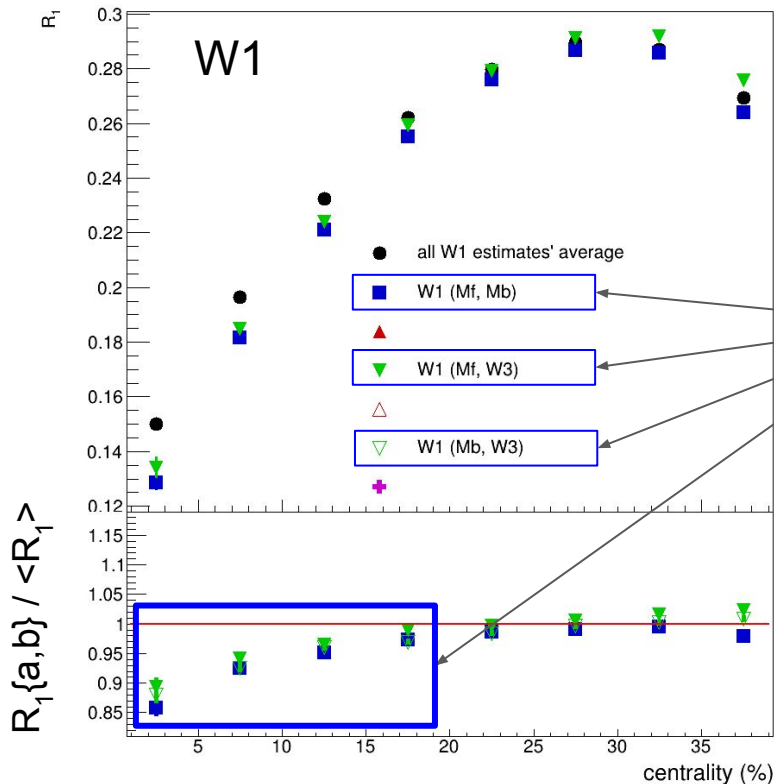 R₁
W1
0.3
0.28
0.26
0.24
0.22
0.2
0.18
0.16
0.14
0.12
all W1 estimates' average
W1 (Mf, Mb)
W1 (Mf, W3)
W1 (Mb, W3)
R₁{a,b} / <R₁>
1.15
1.1
1.05
1
0.95
0.9
0.85
5 10 15 20 25 30 35
centrality (%)